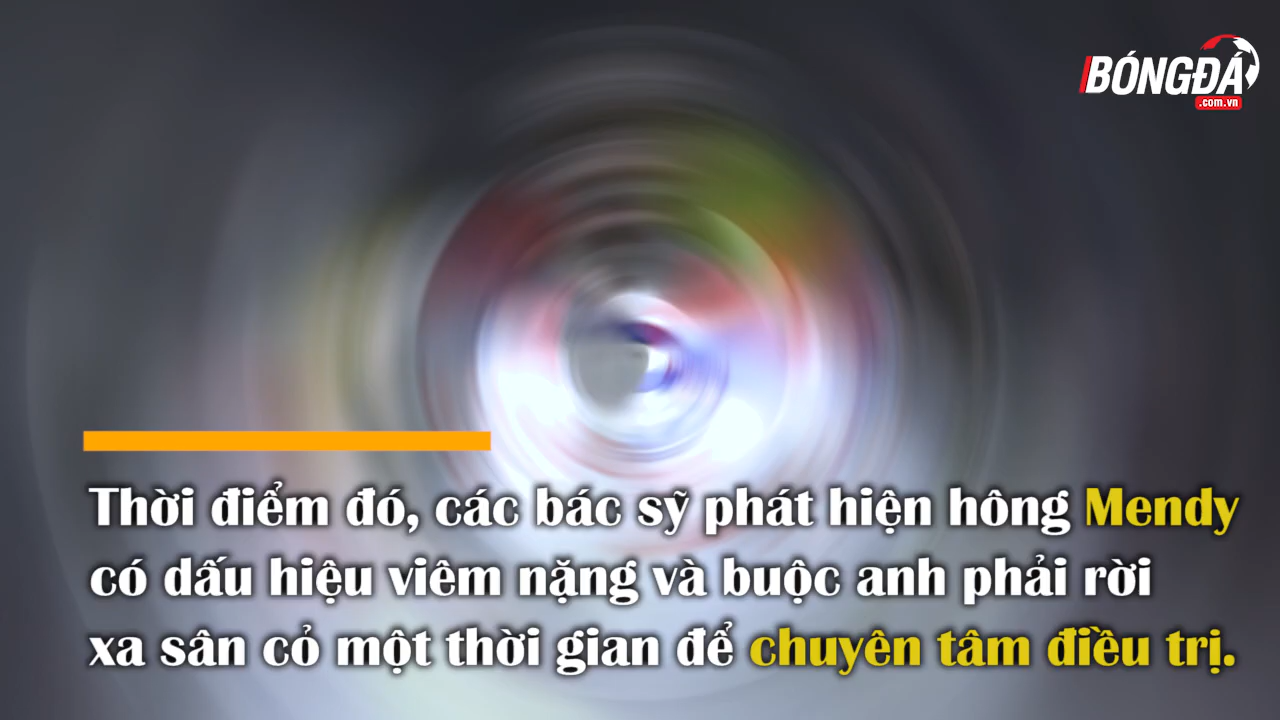 BÓNGĐÁ
.com.vn
Thời điểm đó, các bác sỹ phát hiện hông Mendy
có dấu hiệu viêm nặng và buộc anh phải rời
xa sân cỏ một thời gian để chuyên tâm điều trị.